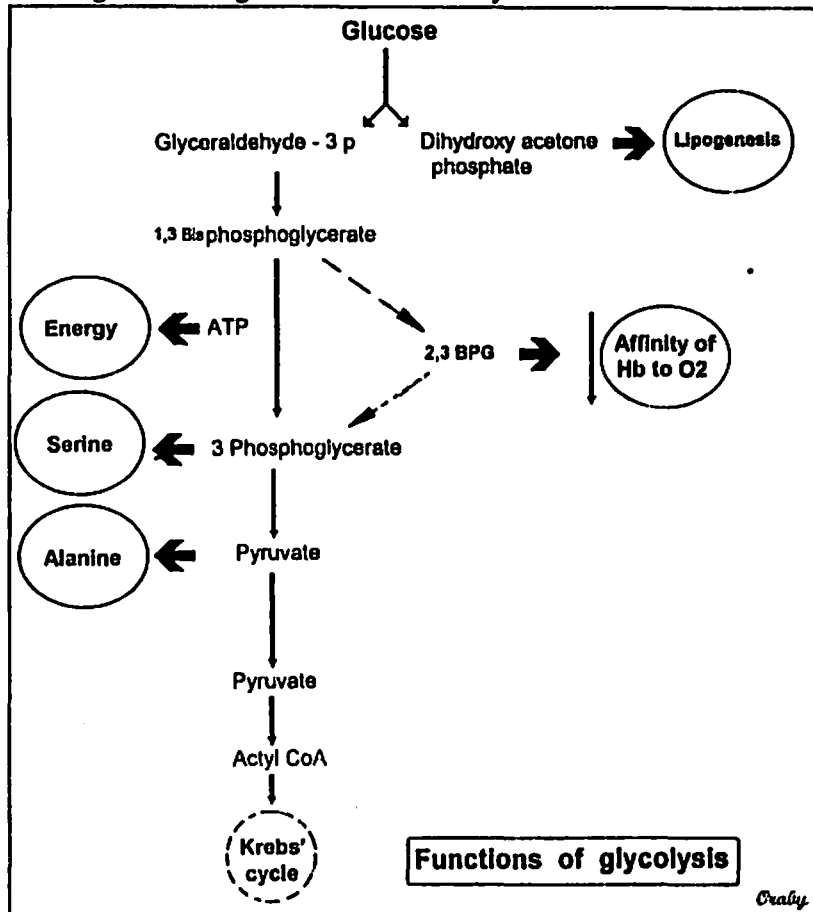 Glucose
Glycoraldehyde - 3 p
Dihydroxy acetone
phosphate
Lipogenesis
1,3 Bisphosphoglycerate
Energy
ATP
2,3 BPG
Affinity of
Hb to O2
Serine
3 Phosphoglycerate
Alanine
Pyruvate
Pyruvate
Actyl CoA
Krebs'
cycle
Functions of glycolysis
Oraby